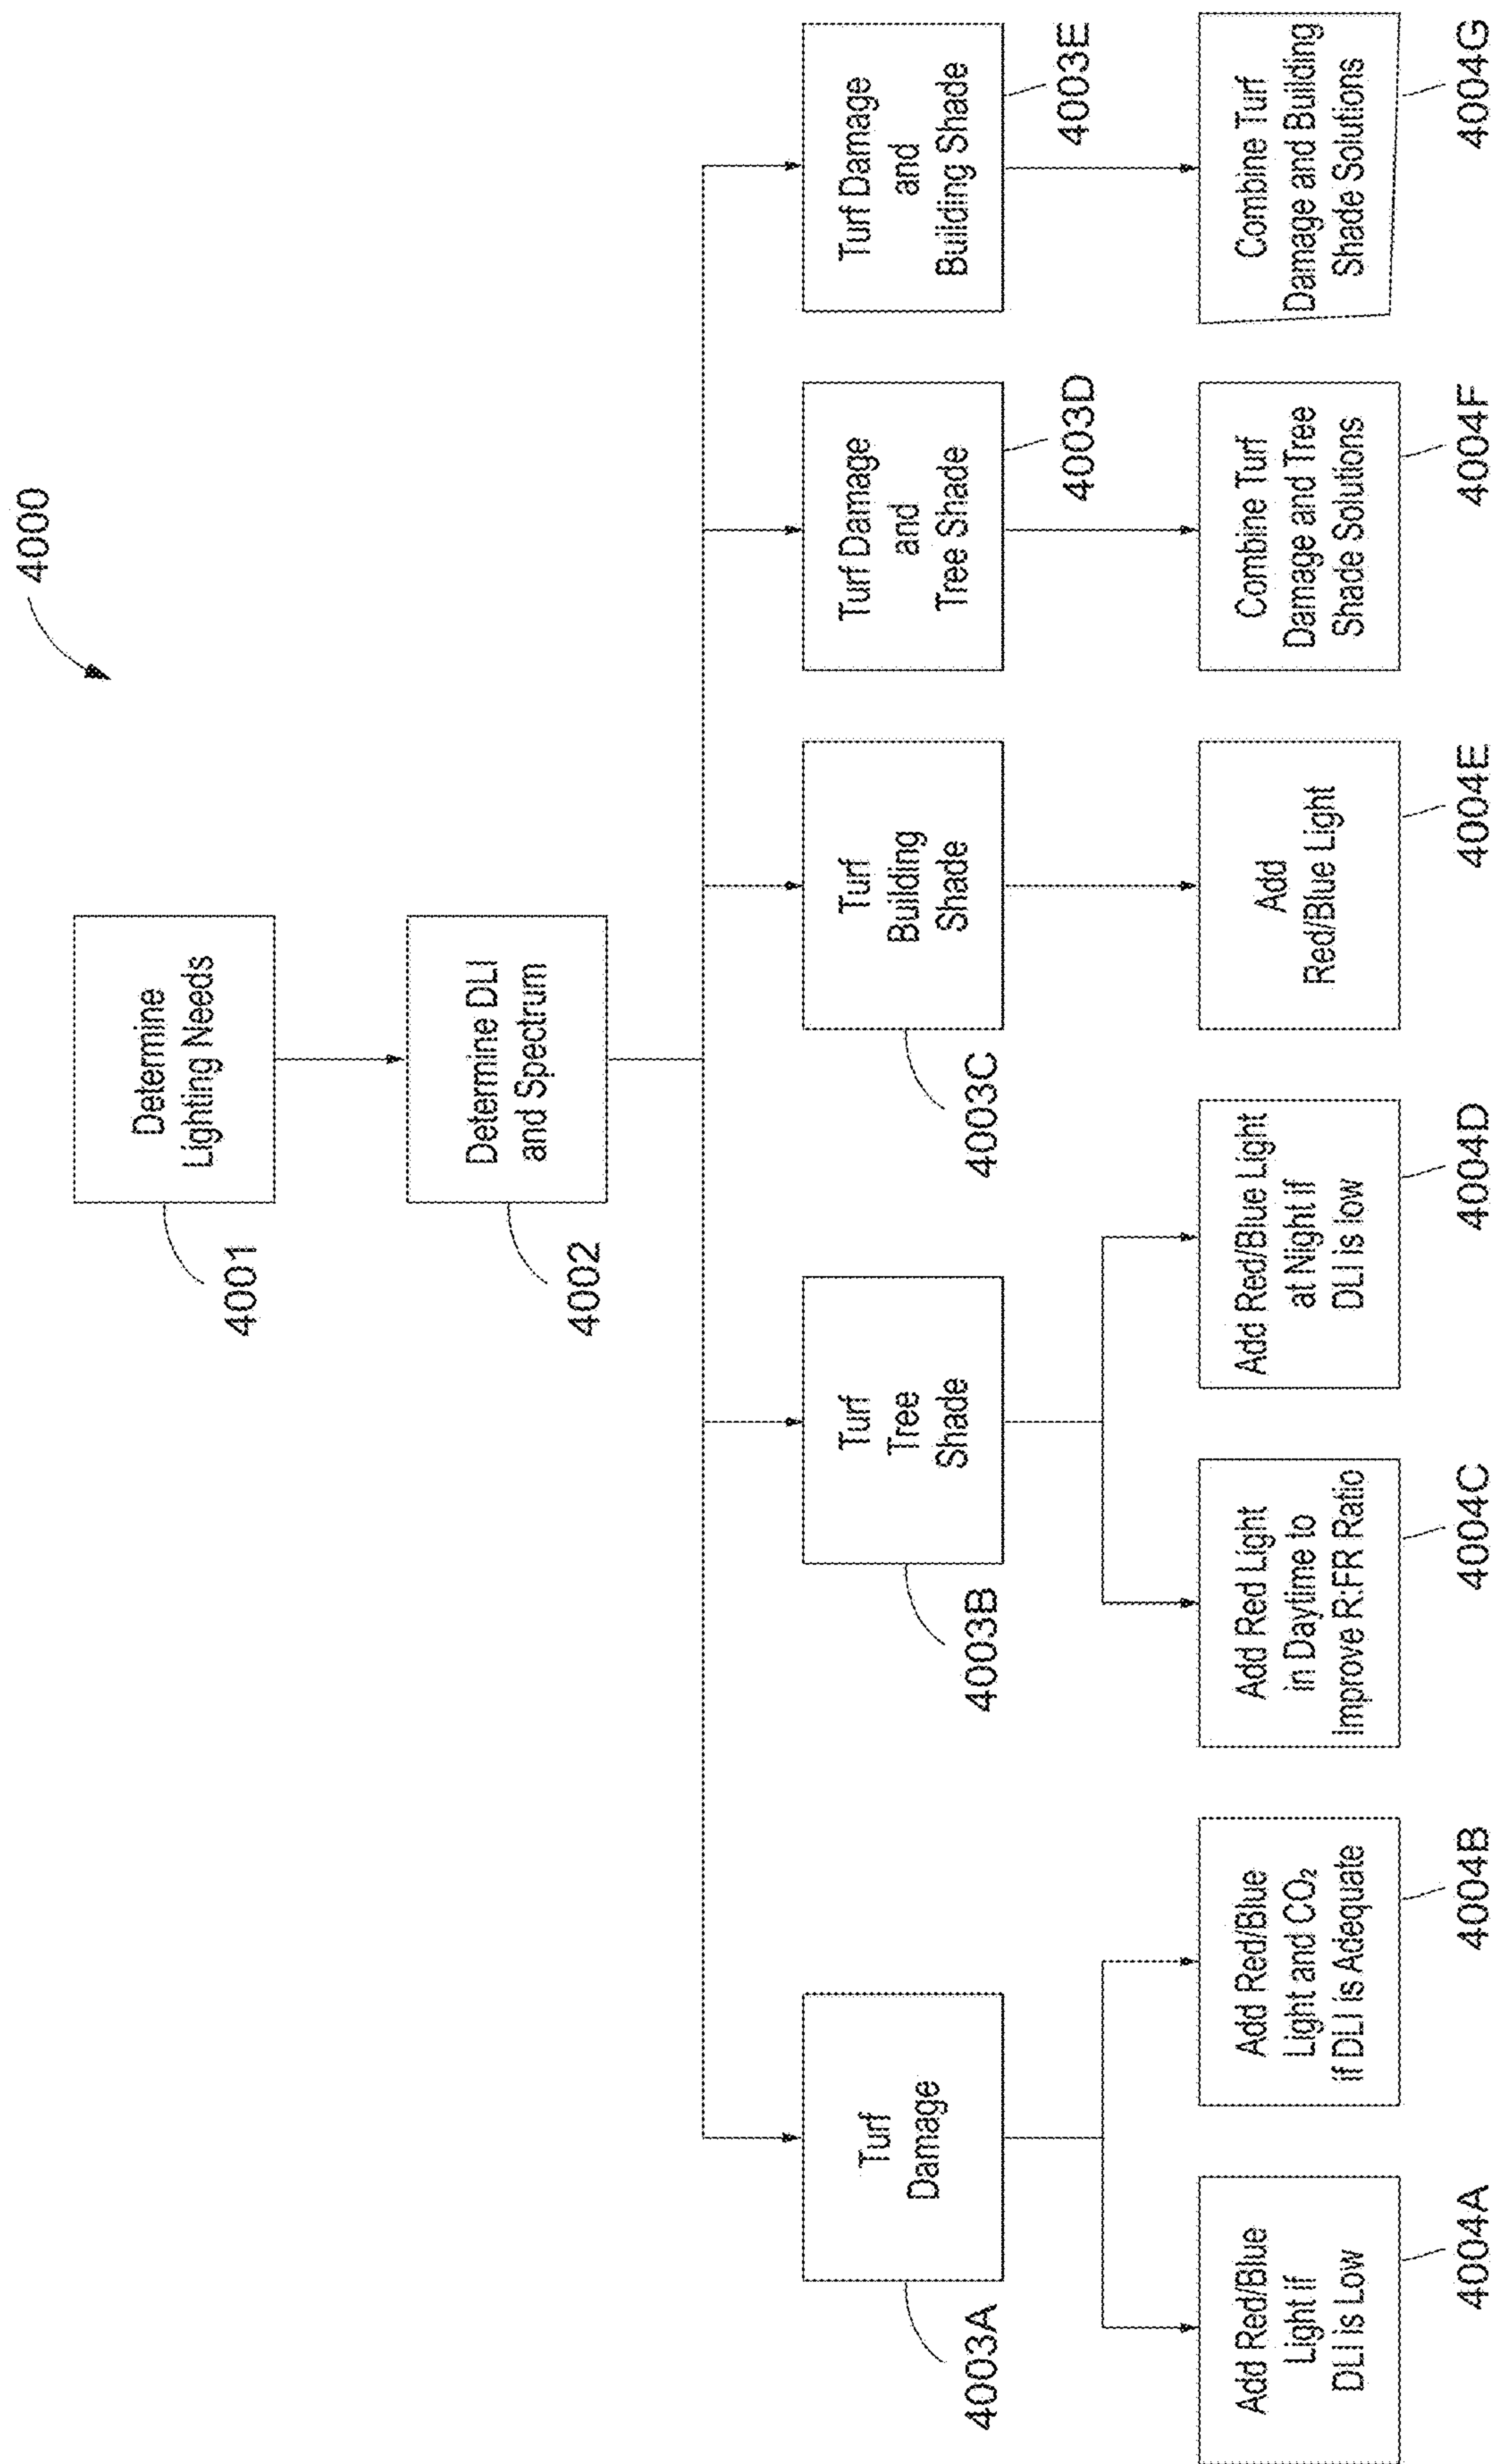 4000
Determine
Lighting Needs
4001
Determine DLI
and Spectrum
4002
Turf
Damage
4003A
Turf
Tree
Shade
4003B
Turf
Building
Shade
4003C
Turf Damage
and
Tree Shade
4003D
Turf Damage
and
Building Shade
4003E
Add Red/Blue
Light if
DLI is Low
4004A
Add Red/Blue
Light and CO₂
if DLI is Adequate
4004B
Add Red Light
in Daytime to
Improve R:FR Ratio
4004C
Add Red/Blue Light
at Night if
DLI is low
4004D
Add
Red/Blue Light
4004E
Combine Turf
Damage and Tree
Shade Solutions
4004F
Combine Turf
Damage and Building
Shade Solutions
4004G